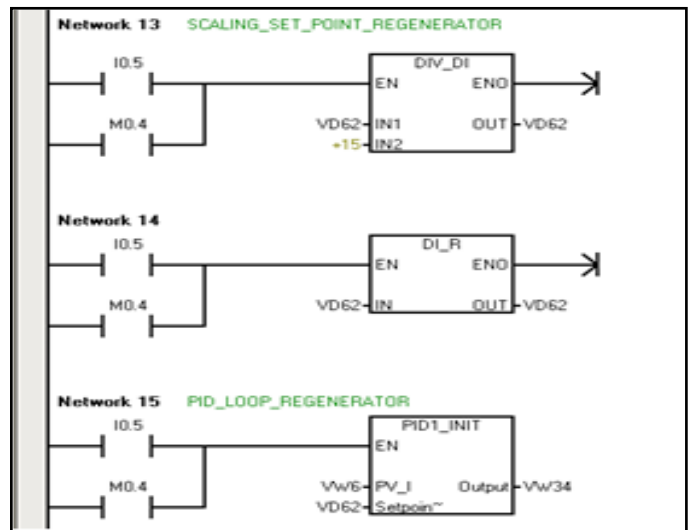 Network 13 SCALING_SET_POINT_REGENERATOR
I0.5 DIV_DI
EN ENO
M0.4
VD62 IN1 OUT VD62
+15 IN2
Network 14
I0.5 DI_R
EN ENO
M0.4
VD62 IN OUT VD62
Network 15 PID_LOOP_REGENERATOR
I0.5 PID1_INIT
EN
M0.4
VW6 PV_I Output VW34
VD62 Setpoin~